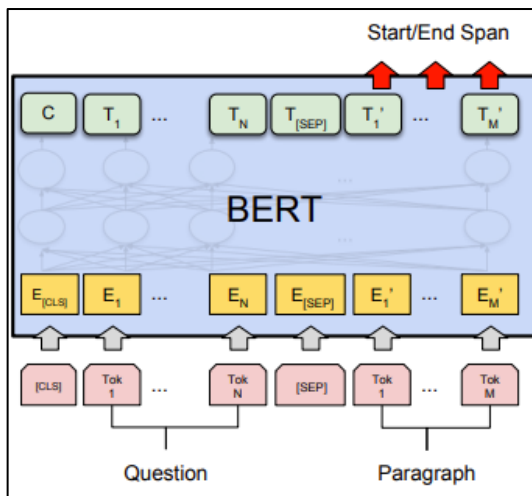 Start/End Span
C T1 ... TN T[SEP] T1' ... TM'
...
BERT
...
E[CLS] E1 ... EN E[SEP] E1' ... EM'
[CLS] Tok 1 ... Tok N [SEP] Tok 1 ... Tok M
Question Paragraph